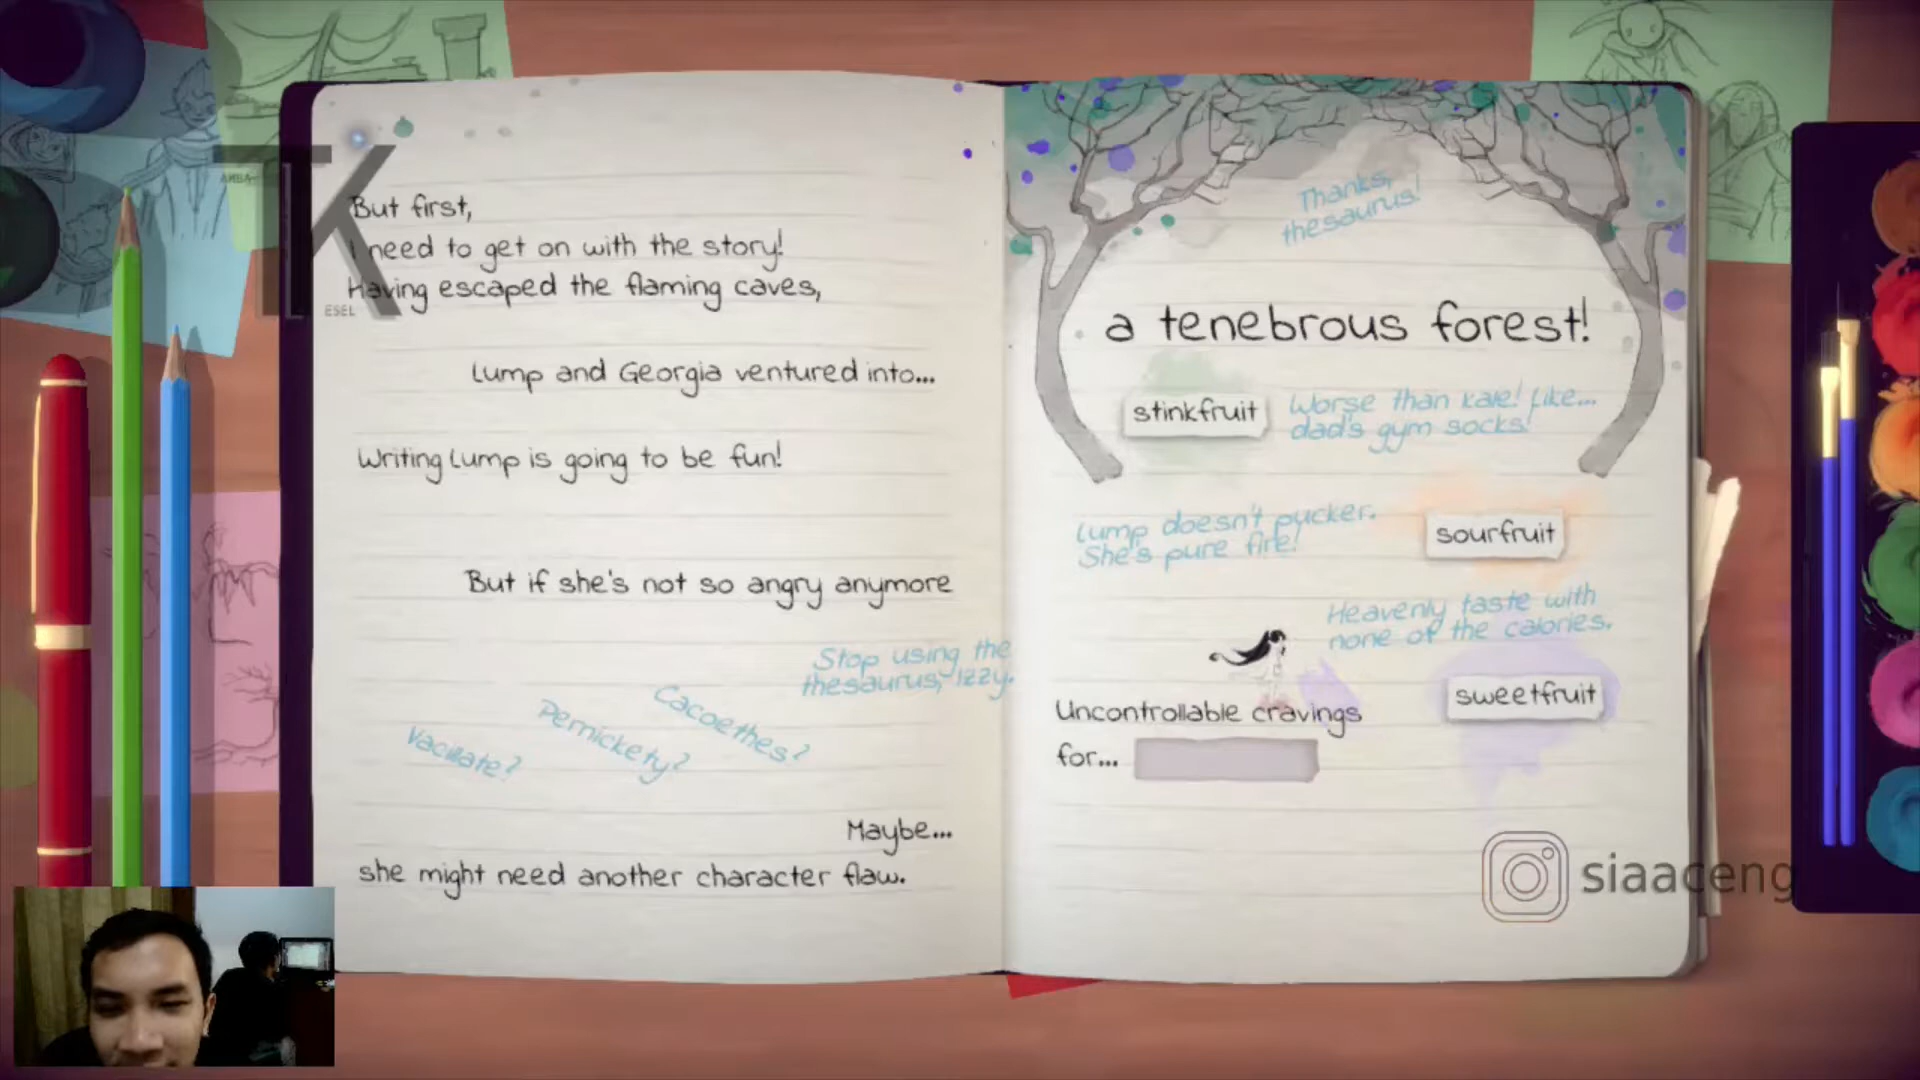 But first,
I need to get on with the story!
Having escaped the flaming caves,
Lump and Georgia ventured into...
Writing Lump is going to be fun!
But if she's not so angry anymore
Stop using the
thesaurus, Izzy.
Cacoethes?
Pernickety?
Vacillate?
Maybe...
she might need another character flaw.
Thanks,
thesaurus!
a tenebrous forest!
stinkfruit
Worse than kale! Like...
dad's gym socks!
Lump doesn't pucker.
She's pure fire!
sourfruit
Heavenly taste with
none of the calories.
sweetfruit
Uncontrollable cravings
for...
TK
ESEL
siaaceng